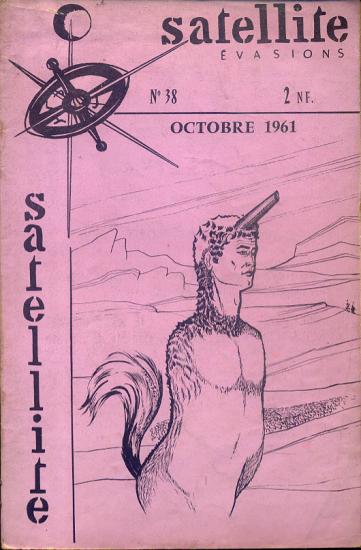 satellite
ÉVASIONS
N° 38
2 NF.
OCTOBRE 1961
satellite